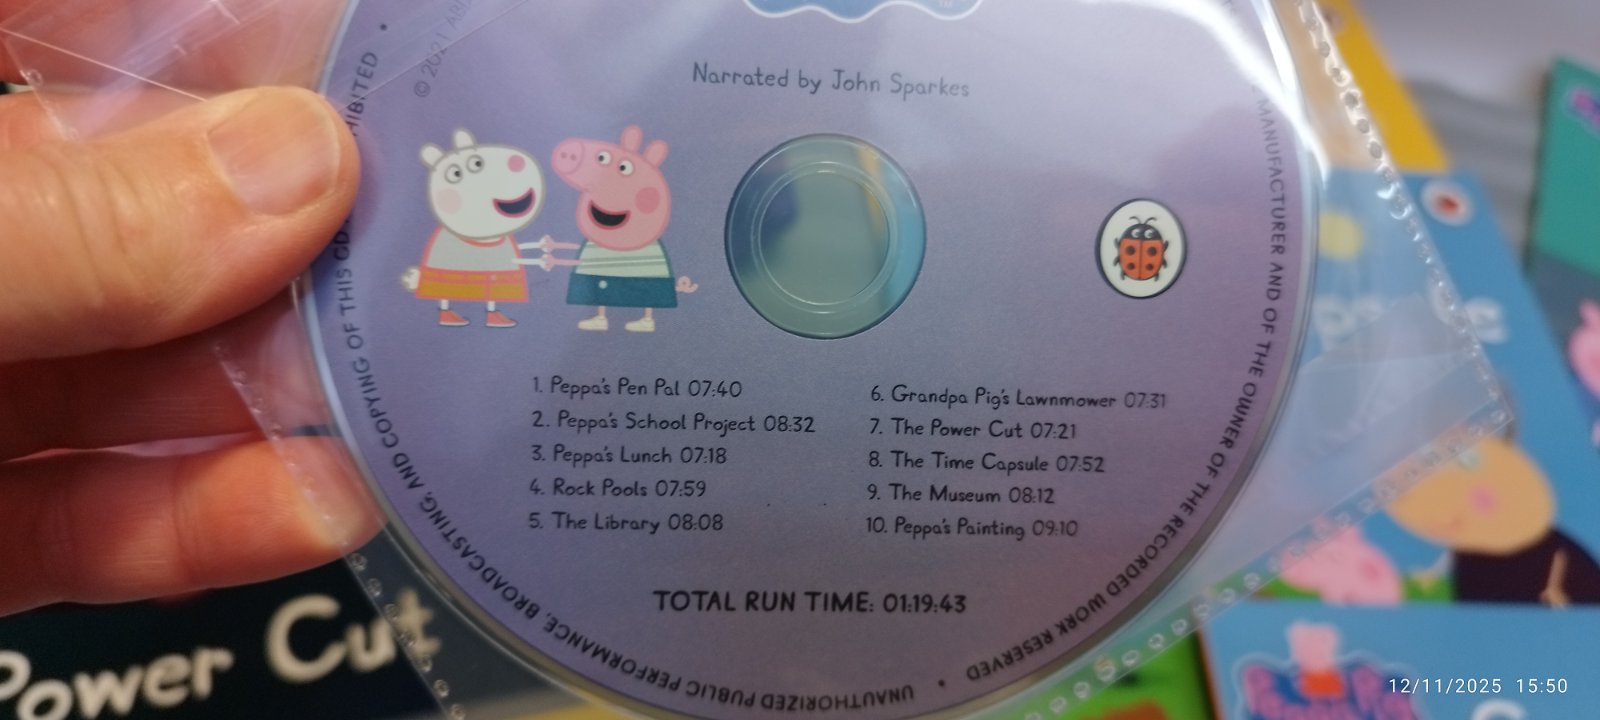 Narrated by John Sparkes
1. Peppa's Pen Pal 07:40
2. Peppa's School Project 08:32
3. Peppa's Lunch 07:18
4. Rock Pools 07:59
5. The Library 08:08
6. Grandpa Pig's Lawnmower 07:31
7. The Power Cut 07:21
8. The Time Capsule 07:52
9. The Museum 08:12
10. Peppa's Painting 09:10
TOTAL RUN TIME: 01:19:43
MANUFACTURER AND OF THE OWNER OF THE RECORDED WORK RESERVED • UNAUTHORIZED PUBLIC PERFORMANCE, BROADCASTING, AND COPYING OF THIS CD
© 2021
Power Cut
12/11/2025 15:50